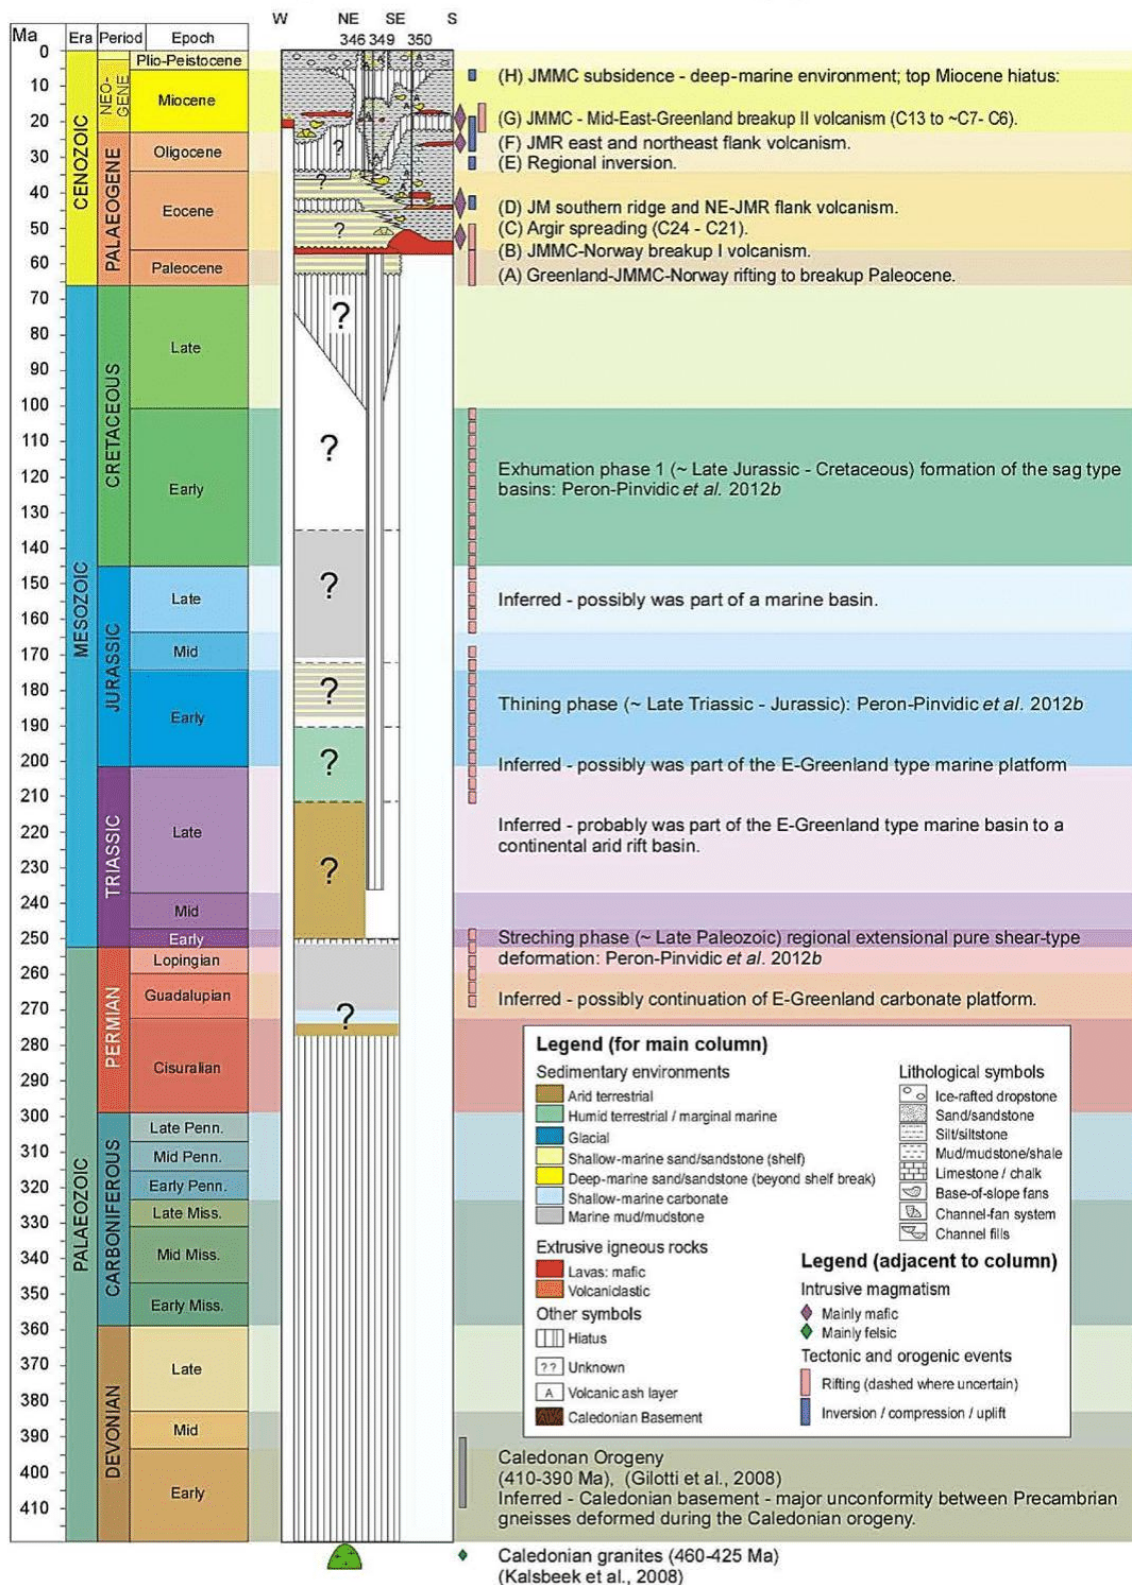 W NE SE S
346 349 350
Ma Era Period Epoch
0
10
20
30
40
50
60
70
80
90
100
110
120
130
140
150
160
170
180
190
200
210
220
230
240
250
260
270
280
290
300
310
320
330
340
350
360
370
380
390
400
410
CENOZOIC
MESOZOIC
PALAEOZOIC
NEO-
GENE
PALAEOGENE
CRETACEOUS
JURASSIC
TRIASSIC
PERMIAN
CARBONIFEROUS
DEVONIAN
Plio-Peistocene
Miocene
Oligocene
Eocene
Paleocene
Late
Early
Late
Mid
Early
Late
Mid
Early
Lopingian
Guadalupian
Cisuralian
Late Penn.
Mid Penn.
Early Penn.
Late Miss.
Mid Miss.
Early Miss.
Late
Mid
Early
A
A
A
A
A
A
?
?
?
?
?
?
?
?
?
?
(H) JMMC subsidence - deep-marine environment; top Miocene hiatus:
(G) JMMC - Mid-East-Greenland breakup II volcanism (C13 to ~C7- C6).
(F) JMR east and northeast flank volcanism.
(E) Regional inversion.
(D) JM southern ridge and NE-JMR flank volcanism.
(C) Argir spreading (C24 - C21).
(B) JMMC-Norway breakup I volcanism.
(A) Greenland-JMMC-Norway rifting to breakup Paleocene.
Exhumation phase 1 (~ Late Jurassic - Cretaceous) formation of the sag type
basins: Peron-Pinvidic et al. 2012b
Inferred - possibly was part of a marine basin.
Thining phase (~ Late Triassic - Jurassic): Peron-Pinvidic et al. 2012b
Inferred - possibly was part of the E-Greenland type marine platform
Inferred - probably was part of the E-Greenland type marine basin to a
continental arid rift basin.
Streching phase (~ Late Paleozoic) regional extensional pure shear-type
deformation: Peron-Pinvidic et al. 2012b
Inferred - possibly continuation of E-Greenland carbonate platform.
Legend (for main column)
Sedimentary environments
Arid terrestrial
Humid terrestrial / marginal marine
Glacial
Shallow-marine sand/sandstone (shelf)
Deep-marine sand/sandstone (beyond shelf break)
Shallow-marine carbonate
Marine mud/mudstone
Extrusive igneous rocks
Lavas: mafic
Volcaniclastic
Other symbols
Hiatus
? ? Unknown
A Volcanic ash layer
Caledonian Basement
Lithological symbols
Ice-rafted dropstone
Sand/sandstone
Silt/siltstone
Mud/mudstone/shale
Limestone / chalk
Base-of-slope fans
Channel-fan system
Channel fills
Legend (adjacent to column)
Intrusive magmatism
Mainly mafic
Mainly felsic
Tectonic and orogenic events
Rifting (dashed where uncertain)
Inversion / compression / uplift
Caledonan Orogeny
(410-390 Ma), (Gilotti et al., 2008)
Inferred - Caledonian basement - major unconformity between Precambrian
gneisses deformed during the Caledonian orogeny.
Caledonian granites (460-425 Ma)
(Kalsbeek et al., 2008)